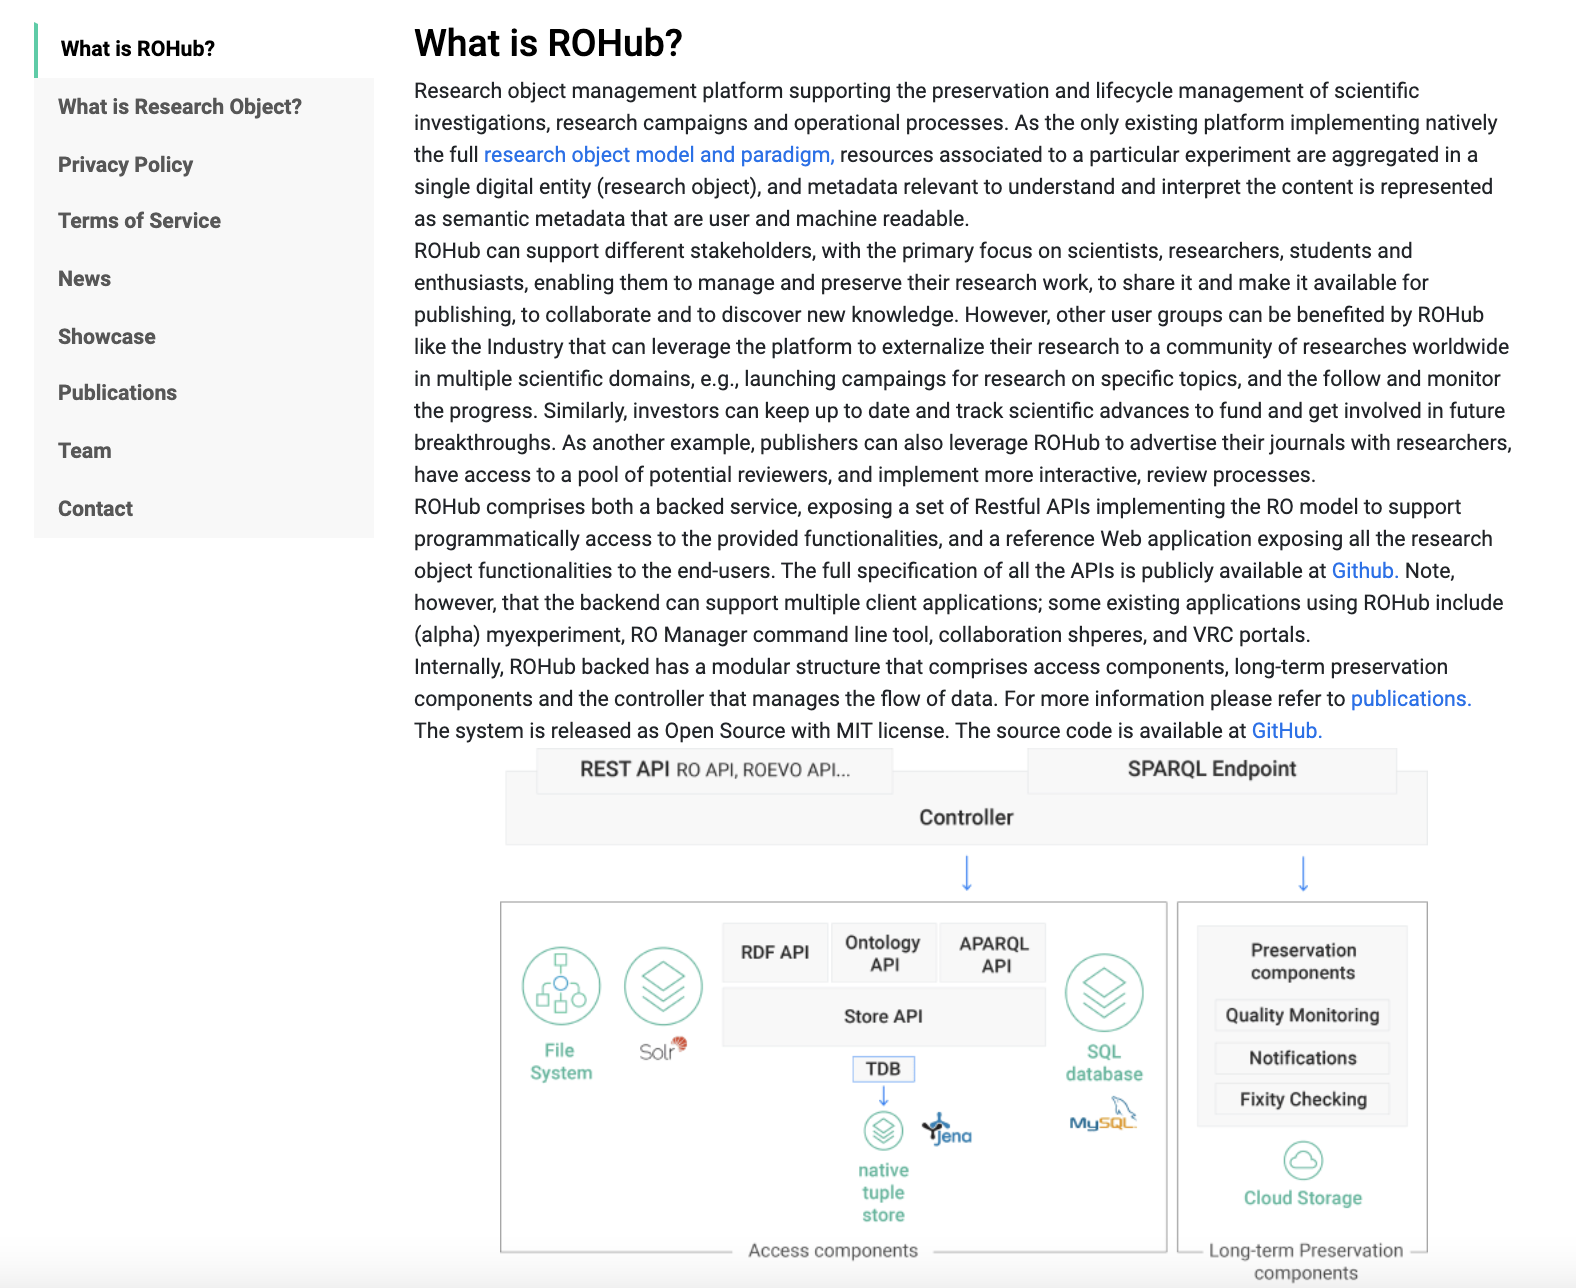 What is ROHub?
What is Research Object?
Privacy Policy
Terms of Service
News
Showcase
Publications
Team
Contact
What is ROHub?
Research object management platform supporting the preservation and lifecycle management of scientific
investigations, research campaigns and operational processes. As the only existing platform implementing natively
the full research object model and paradigm, resources associated to a particular experiment are aggregated in a
single digital entity (research object), and metadata relevant to understand and interpret the content is represented
as semantic metadata that are user and machine readable.
ROHub can support different stakeholders, with the primary focus on scientists, researchers, students and
enthusiasts, enabling them to manage and preserve their research work, to share it and make it available for
publishing, to collaborate and to discover new knowledge. However, other user groups can be benefited by ROHub
like the Industry that can leverage the platform to externalize their research to a community of researches worldwide
in multiple scientific domains, e.g., launching campaings for research on specific topics, and the follow and monitor
the progress. Similarly, investors can keep up to date and track scientific advances to fund and get involved in future
breakthroughs. As another example, publishers can also leverage ROHub to advertise their journals with researchers,
have access to a pool of potential reviewers, and implement more interactive, review processes.
ROHub comprises both a backed service, exposing a set of Restful APIs implementing the RO model to support
programmatically access to the provided functionalities, and a reference Web application exposing all the research
object functionalities to the end-users. The full specification of all the APIs is publicly available at Github. Note,
however, that the backend can support multiple client applications; some existing applications using ROHub include
(alpha) myexperiment, RO Manager command line tool, collaboration shperes, and VRC portals.
Internally, ROHub backed has a modular structure that comprises access components, long-term preservation
components and the controller that manages the flow of data. For more information please refer to publications.
The system is released as Open Source with MIT license. The source code is available at GitHub.
REST API RO API, ROEVO API...
SPARQL Endpoint
Controller
File
System
Solr
RDF API
Ontology
API
APARQL
API
Store API
TDB
jena
native
tuple
store
SQL
database
MySQL
Access components
Preservation
components
Quality Monitoring
Notifications
Fixity Checking
Cloud Storage
Long-term Preservation
components